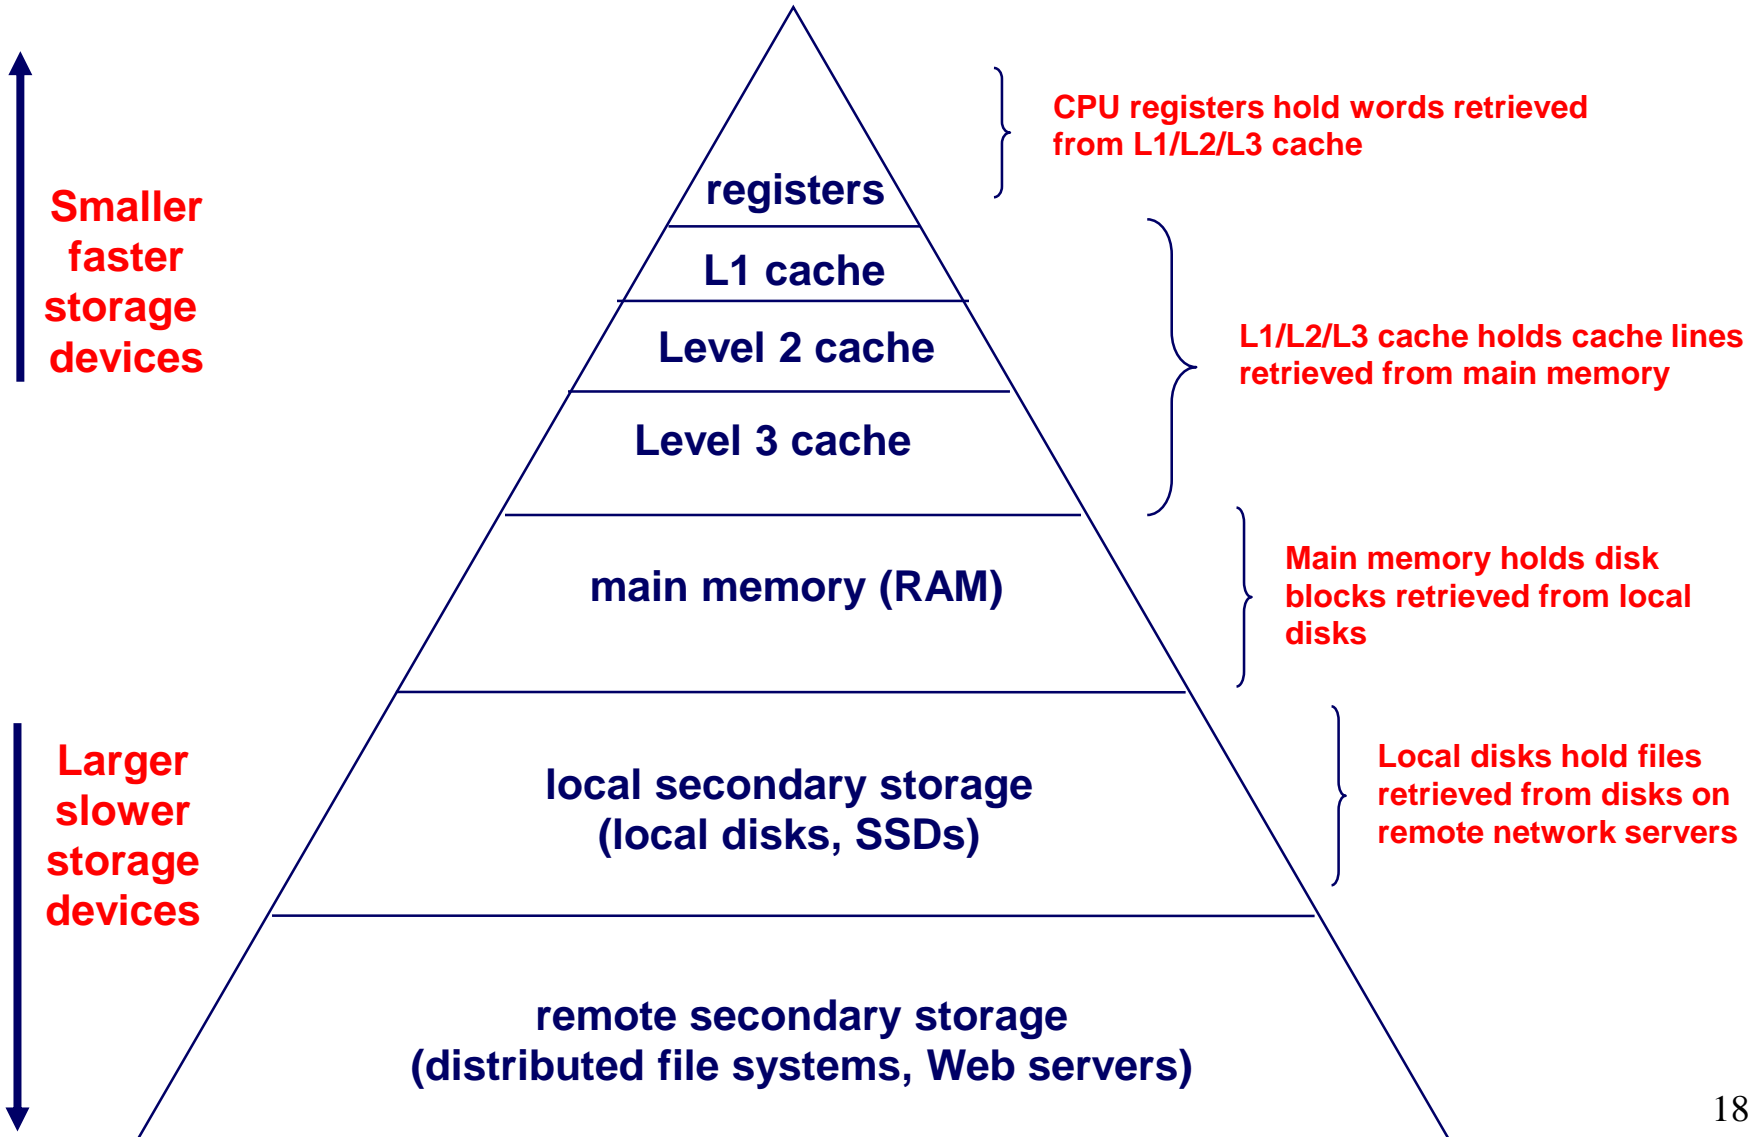 CPU registers hold words retrieved
from L1/L2/L3 cache
registers
Smaller
faster
storage
devices
L1 cache
Level 2 cache
Level 3 cache
L1/L2/L3 cache holds cache lines
retrieved from main memory
main memory (RAM)
Main memory holds disk
blocks retrieved from local
disks
Larger
slower
storage
devices
local secondary storage
(local disks, SSDs)
Local disks hold files
retrieved from disks on
remote network servers
remote secondary storage
(distributed file systems, Web servers)
18